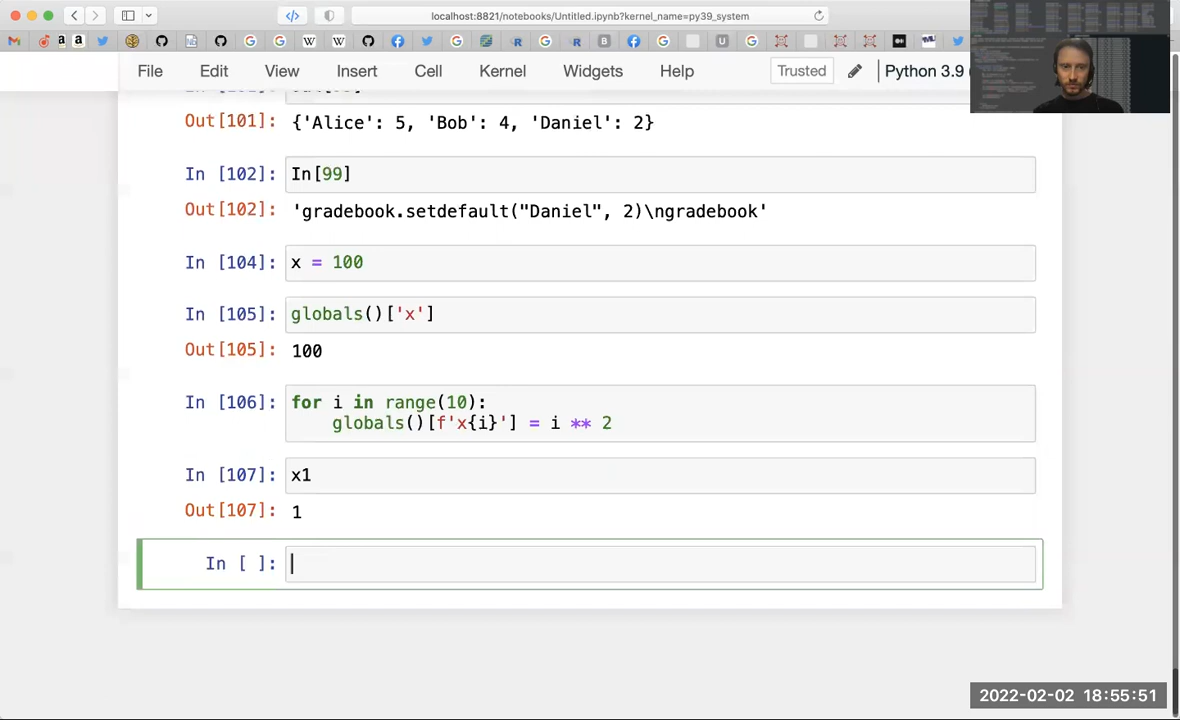 localhost:8821/notebooks/Untitled.ipynb?kernel_name=py39_system
File Edit View Insert Cell Kernel Widgets Help Trusted Python 3.9
Out[101]: {'Alice': 5, 'Bob': 4, 'Daniel': 2}
In [102]: In[99]
Out[102]: 'gradebook.setdefault("Daniel", 2)\ngradebook'
In [104]: x = 100
In [105]: globals()['x']
Out[105]: 100
In [106]: for i in range(10):
globals()[f'x{i}'] = i ** 2
In [107]: x1
Out[107]: 1
In [ ]:
2022-02-02 18:55:51